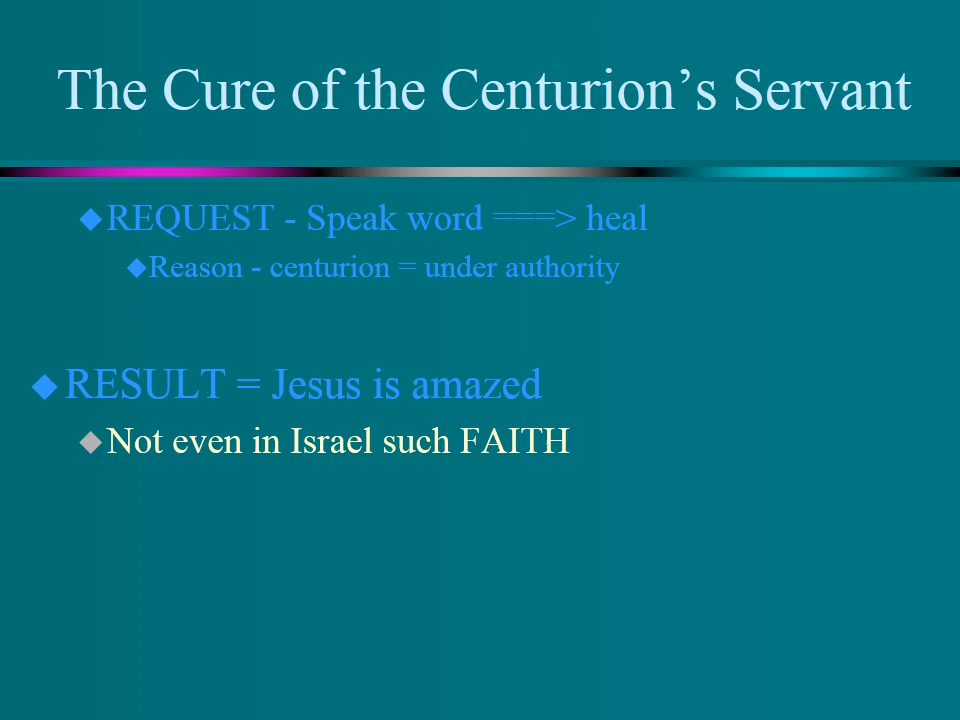 The Cure of the Centurion’s Servant
REQUEST - Speak word ===> heal
Reason - centurion = under authority
RESULT = Jesus is amazed
Not even in Israel such FAITH